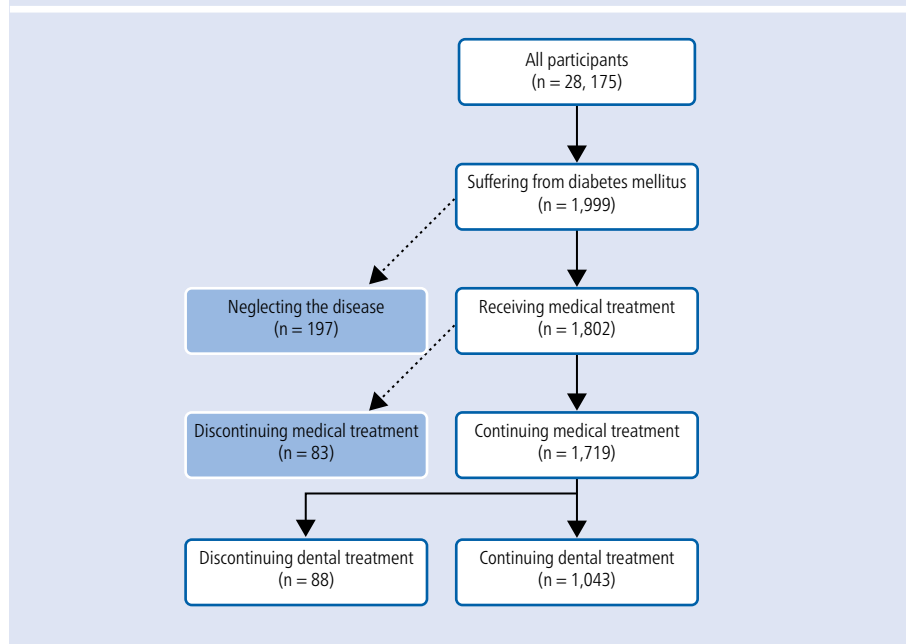 All participants
(n = 28, 175)
Suffering from diabetes mellitus
(n = 1,999)
Neglecting the disease
(n = 197)
Receiving medical treatment
(n = 1,802)
Discontinuing medical treatment
(n = 83)
Continuing medical treatment
(n = 1,719)
Discontinuing dental treatment
(n = 88)
Continuing dental treatment
(n = 1,043)